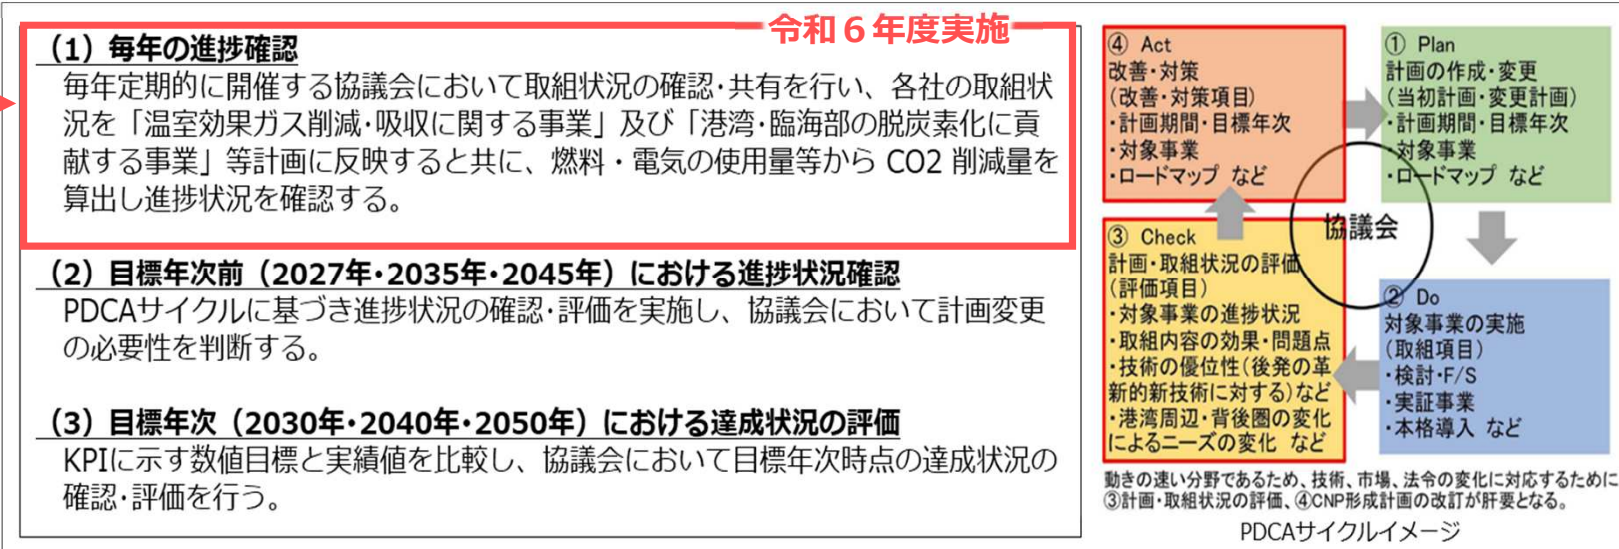 令和６年度実施
（1）毎年の進捗確認
毎年定期的に開催する協議会において取組状況の確認･共有を行い、各社の取組状
況を「温室効果ガス削減･吸収に関する事業」及び「港湾･臨海部の脱炭素化に貢
献する事業」等計画に反映すると共に、燃料・電気の使用量等から CO2 削減量を
算出し進捗状況を確認する。
（2）目標年次前（2027年･2035年･2045年）における進捗状況確認
PDCAサイクルに基づき進捗状況の確認･評価を実施し、協議会において計画変更
の必要性を判断する。
（3）目標年次（2030年･2040年･2050年）における達成状況の評価
KPIに示す数値目標と実績値を比較し、協議会において目標年次時点の達成状況の
確認･評価を行う。
④ Act
改善･対策
（改善･対策項目）
･計画期間･目標年次
･対象事業
･ロードマップ など
① Plan
計画の作成･変更
（当初計画･変更計画）
･計画期間･目標年次
･対象事業
･ロードマップ など
協議会
③ Check
計画･取組状況の評価
（評価項目）
･対象事業の進捗状況
･取組内容の効果･問題点
･技術の優位性（後発の革
新的新技術に対する）など
･港湾周辺･背後圏の変化
によるニーズの変化 など
② Do
対象事業の実施
（取組項目）
･検討･F/S
･実証事業
･本格導入 など
動きの速い分野であるため、技術、市場、法令の変化に対応するために
③計画･取組状況の評価、④CNP形成計画の改訂が肝要となる。
PDCAサイクルイメージ